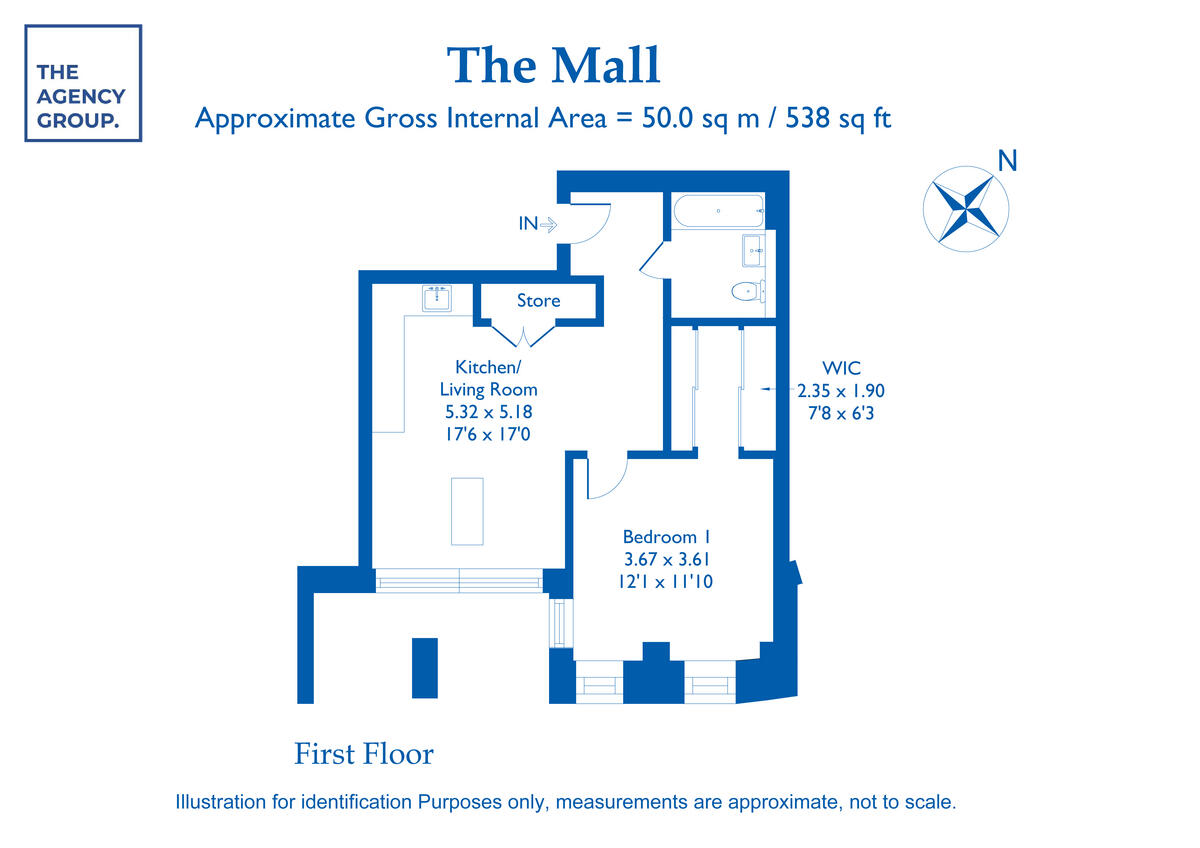 THE
AGENCY
GROUP.
The Mall
Approximate Gross Internal Area = 50.0 sq m / 538 sq ft
N
IN
Store
Kitchen/
Living Room
5.32 x 5.18
17'6 x 17'0
WIC
2.35 x 1.90
7'8 x 6'3
Bedroom 1
3.67 x 3.61
12'1 x 11'10
First Floor
Illustration for identification Purposes only, measurements are approximate, not to scale.